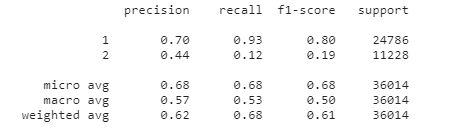 precision recall f1-score support
1 0.70 0.93 0.80 24786
2 0.44 0.12 0.19 11228
micro avg 0.68 0.68 0.68 36014
macro avg 0.57 0.53 0.50 36014
weighted avg 0.62 0.68 0.61 36014